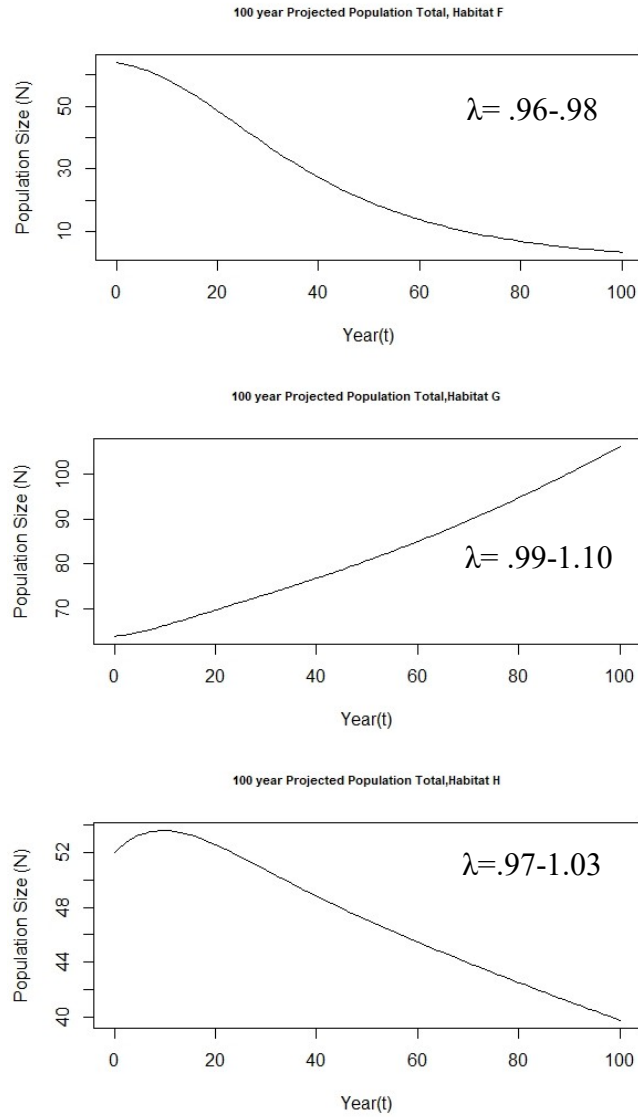 100 year Projected Population Total, Habitat F
Population Size (N)
50
30
10
λ= .96-.98
0 20 40 60 80 100
Year(t)
100 year Projected Population Total,Habitat G
Population Size (N)
100
90
80
70
λ= .99-1.10
0 20 40 60 80 100
Year(t)
100 year Projected Population Total,Habitat H
Population Size (N)
52
48
44
40
λ=.97-1.03
0 20 40 60 80 100
Year(t)